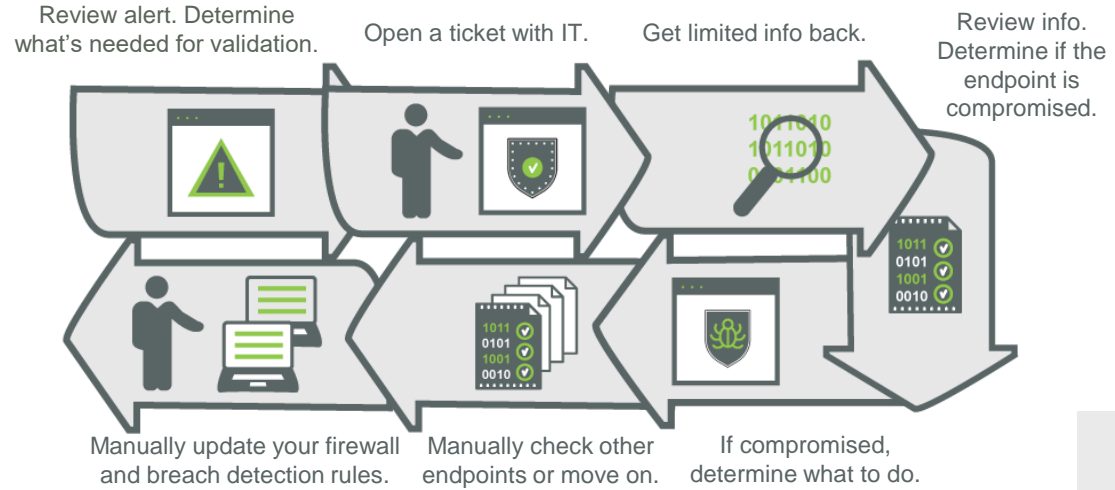 Review alert. Determine
what's needed for validation.
Open a ticket with IT.
Get limited info back.
Review info.
Determine if the
endpoint is
compromised.
!
1011010
1011010
1011
0101
1001
0010
1011
0101
1001
0010
Manually update your firewall
and breach detection rules.
Manually check other
endpoints or move on.
If compromised,
determine what to do.